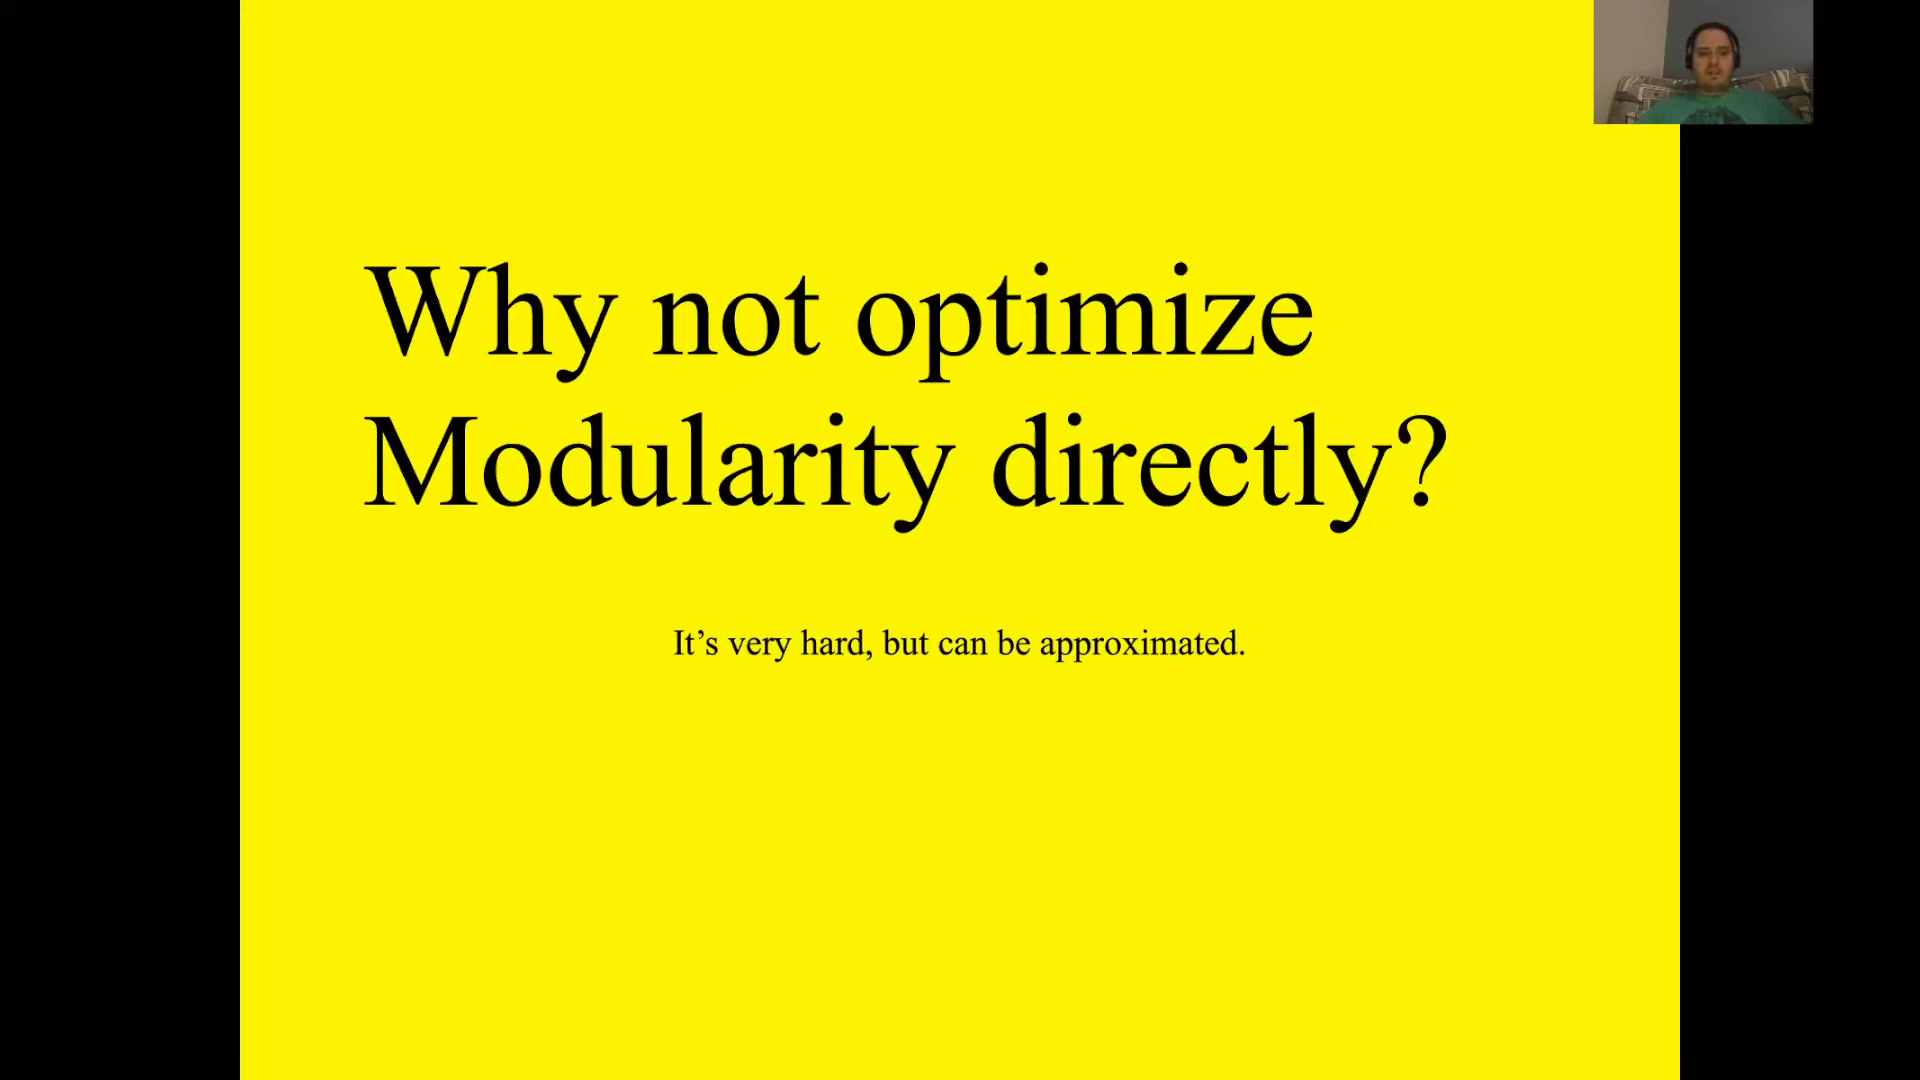 Why not optimize
Modularity directly?
It’s very hard, but can be approximated.